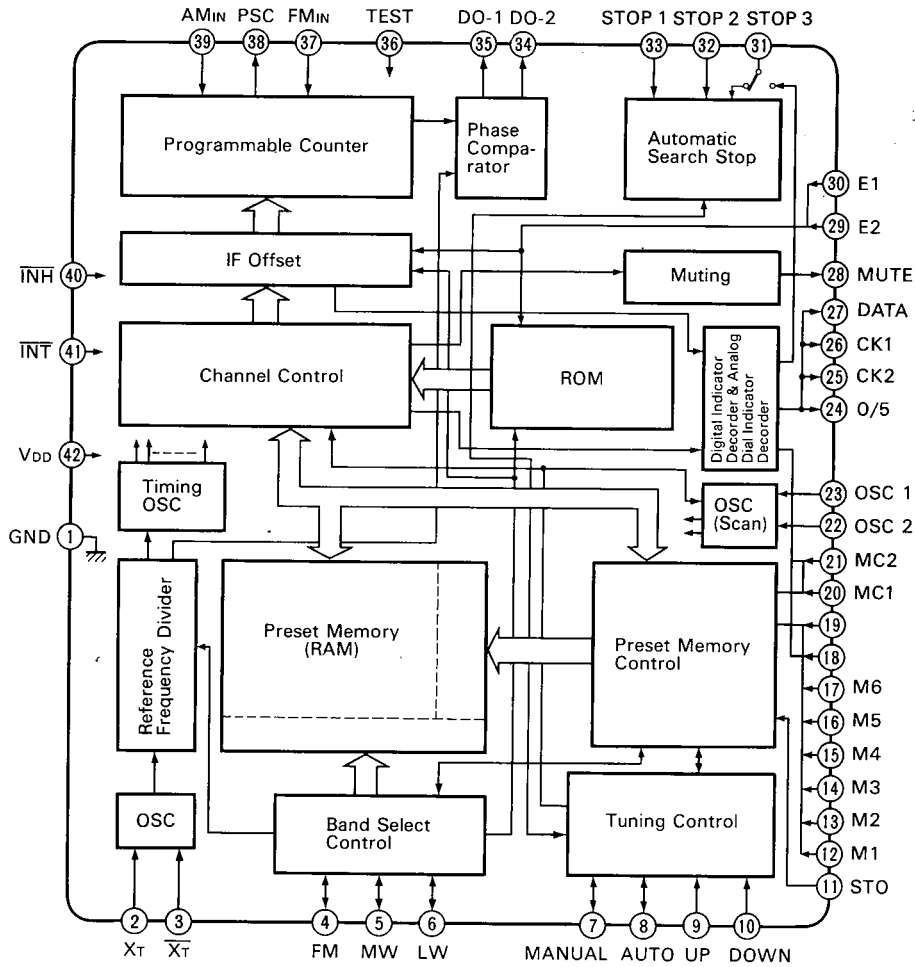 AMIN PSC FMIN TEST DO-1 DO-2 STOP 1 STOP 2 STOP 3
39 38 37 36 35 34 33 32 31
Programmable Counter
Phase
Compa-
rator
Automatic
Search Stop
30 E1
29 E2
IF Offset
Muting
INH 40
28 MUTE
27 DATA
INT 41
26 CK1
25 CK2
24 0/5
Channel Control
ROM
Digital Indicator
Decorder & Analog
Dial Indicator
Decorder
VDD 42
Timing
OSC
OSC
(Scan)
23 OSC 1
22 OSC 2
GND 1
21 MC2
20 MC1
19
18
17 M6
16 M5
15 M4
14 M3
13 M2
12 M1
11 STO
Reference
Frequency Divider
Preset Memory
(RAM)
Preset Memory
Control
OSC
Band Select
Control
Tuning Control
2 3 4 5 6 7 8 9 10
XT XT FM MW LW MANUAL AUTO UP DOWN